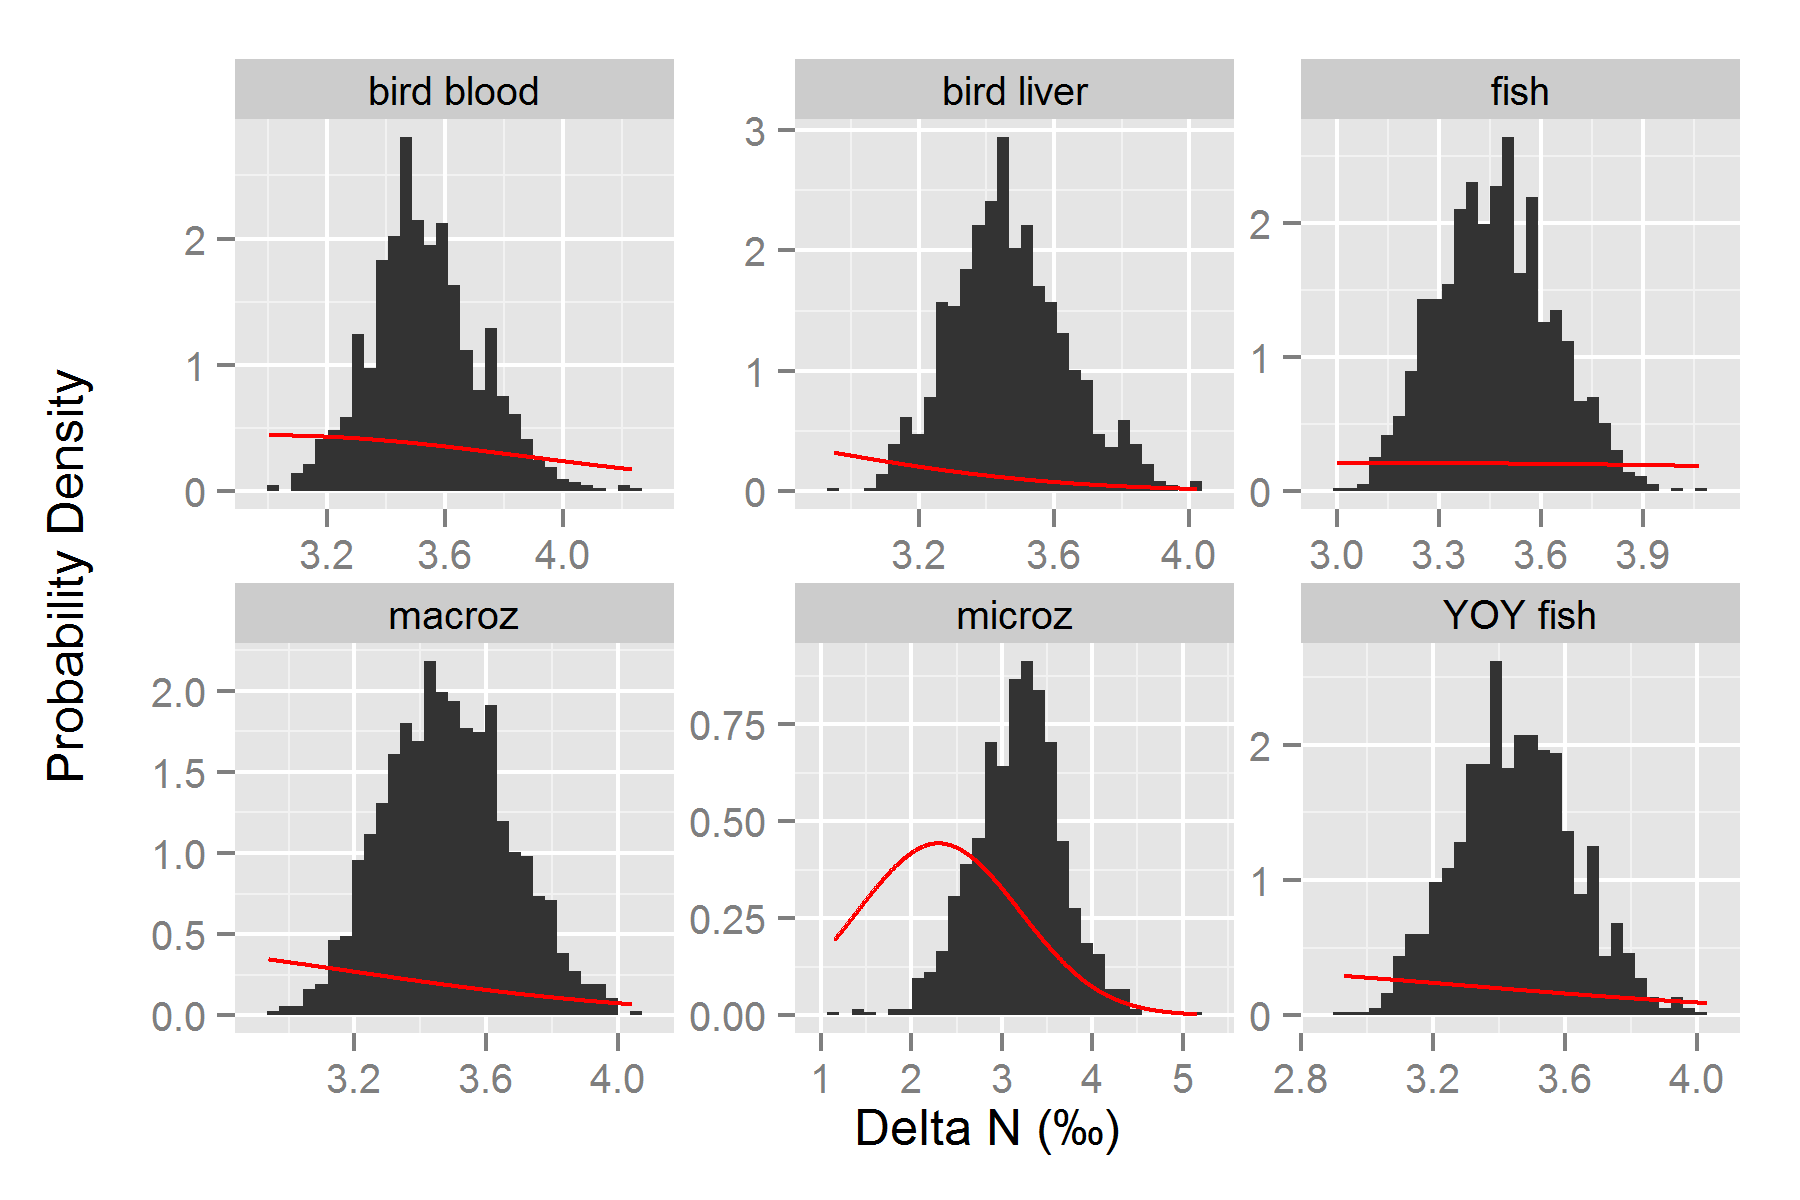 bird blood
bird liver
fish
2
1
0
3
2
1
0
2
1
0
3.2 3.6 4.0
3.2 3.6 4.0
3.0 3.3 3.6 3.9
macroz
microz
YOY fish
2.0
1.5
1.0
0.5
0.0
0.75
0.50
0.25
0.00
2
1
0
3.2 3.6 4.0
1 2 3 4 5
2.8 3.2 3.6 4.0
Probability Density
Delta N (‰)